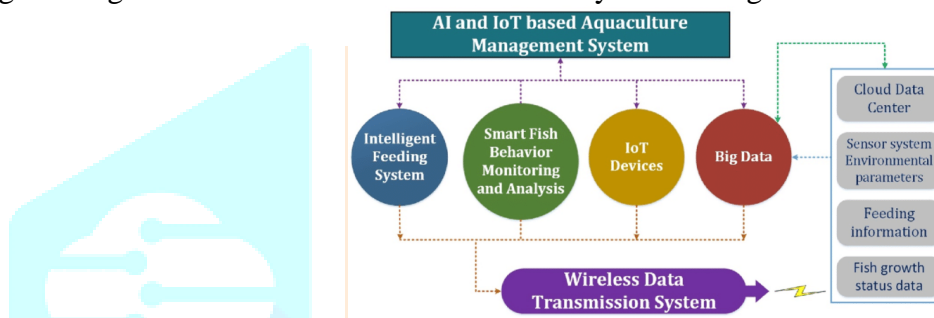 AI and IoT based Aquaculture
Management System
Intelligent
Feeding
System
Smart Fish
Behavior
Monitoring
and Analysis
IoT
Devices
Big Data
Cloud Data
Center
Sensor system
Environmental
parameters
Feeding
information
Fish growth
status data
Wireless Data
Transmission System